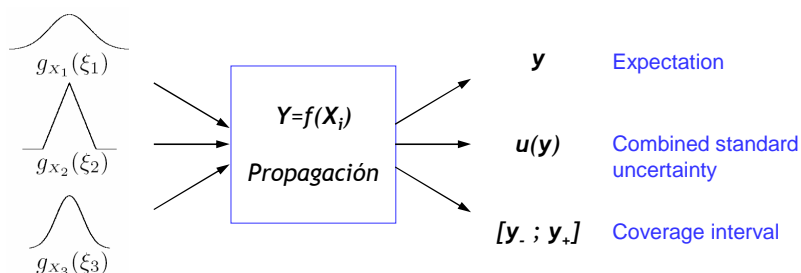 g_{X_1}(ξ_1)
g_{X_2}(ξ_2)
g_{X_3}(ξ_3)
Y=f(X_i)
Propagación
y Expectation
u(y) Combined standard
uncertainty
[y_- ; y_+] Coverage interval